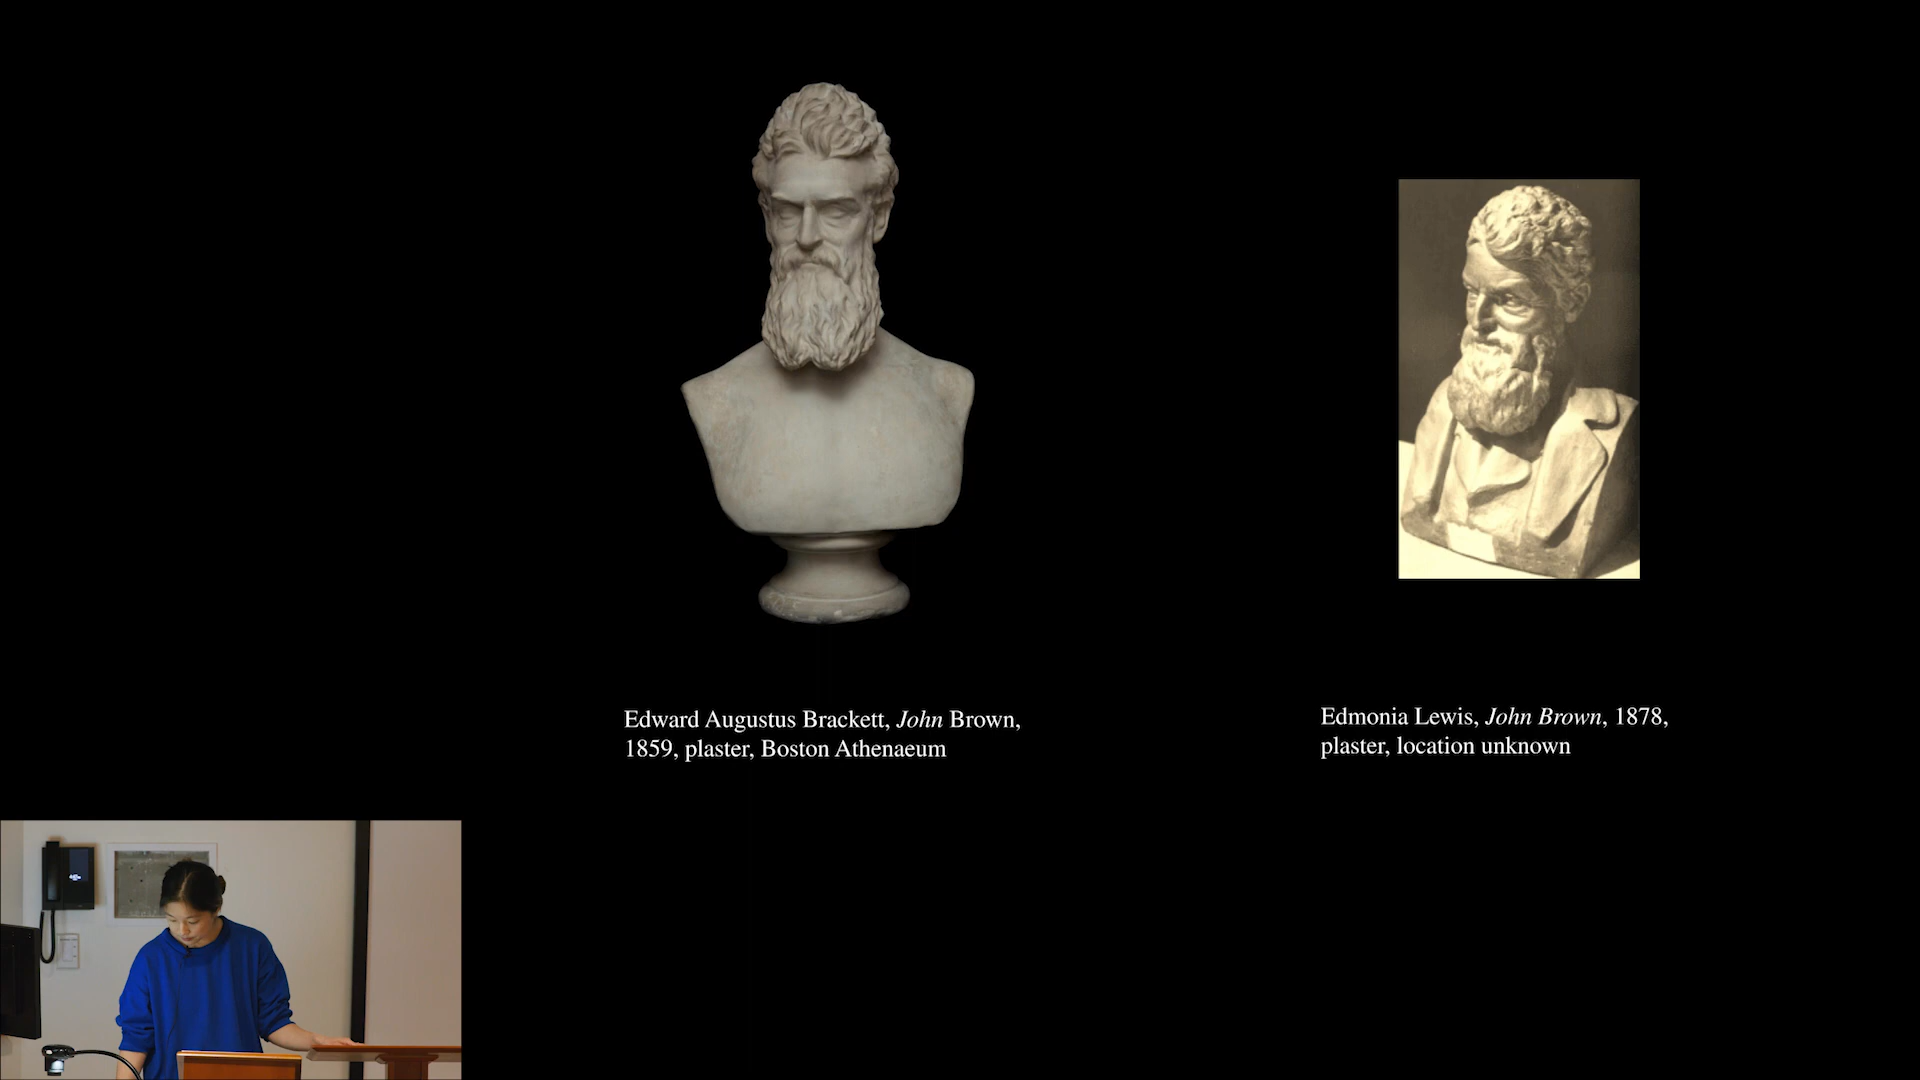 Edward Augustus Brackett, John Brown,
1859, plaster, Boston Athenaeum
Edmonia Lewis, John Brown, 1878,
plaster, location unknown